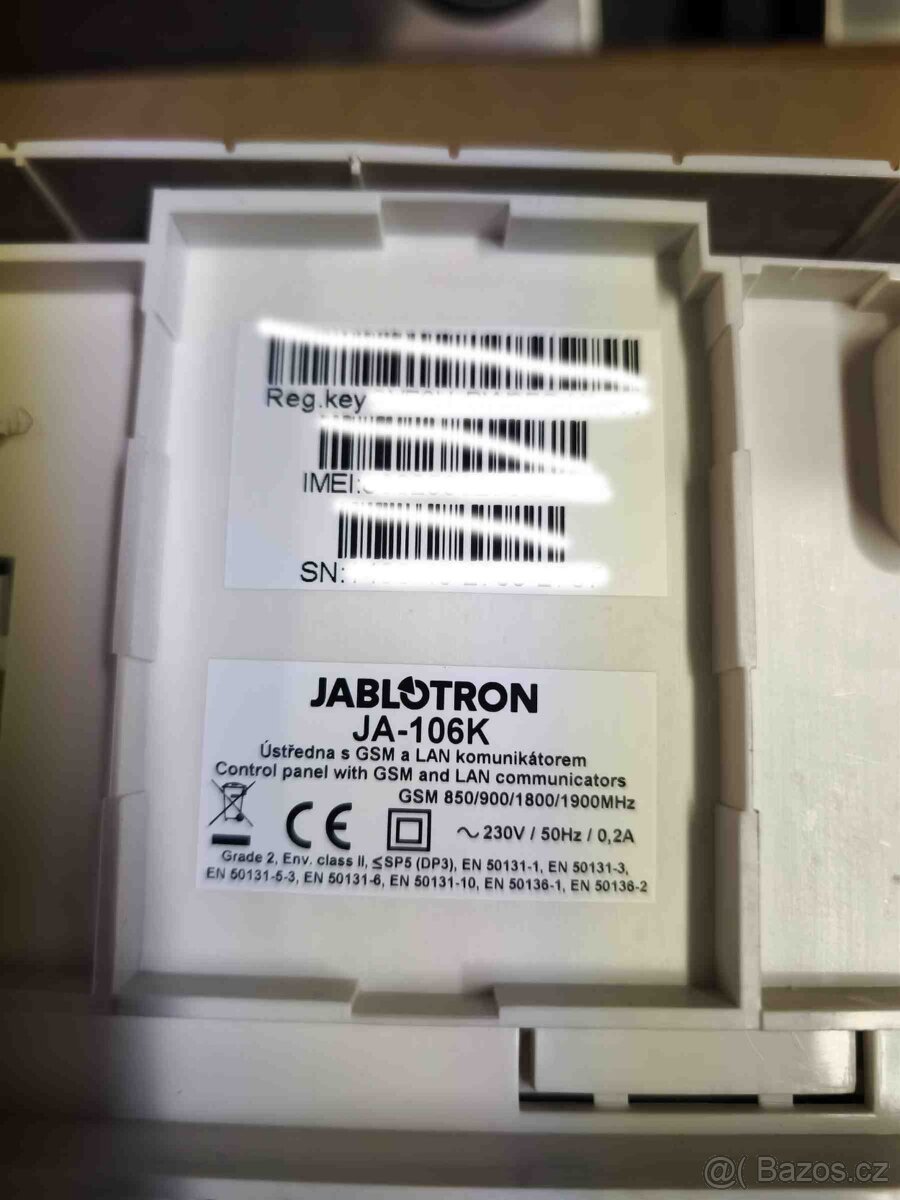 Reg.key
IMEI:
SN:
JABLOTRON
JA-106K
Ústředna s GSM a LAN komunikátorem
Control panel with GSM and LAN communicators
GSM 850/900/1800/1900MHz
CE ~ 230V / 50Hz / 0,2A
Grade 2, Env. class II, ≤SP5 (DP3), EN 50131-1, EN 50131-3,
EN 50131-5-3, EN 50131-6, EN 50131-10, EN 50136-1, EN 50136-2
@( Bazos.cz